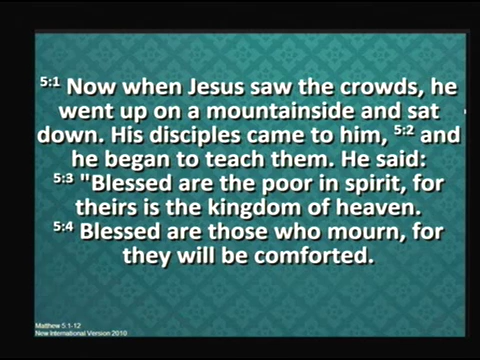 5:1 Now when Jesus saw the crowds, he
went up on a mountainside and sat
down. His disciples came to him, 5:2 and
he began to teach them. He said:
5:3 "Blessed are the poor in spirit, for
theirs is the kingdom of heaven.
5:4 Blessed are those who mourn, for
they will be comforted.
Matthew 5:1-12
New International Version 2010